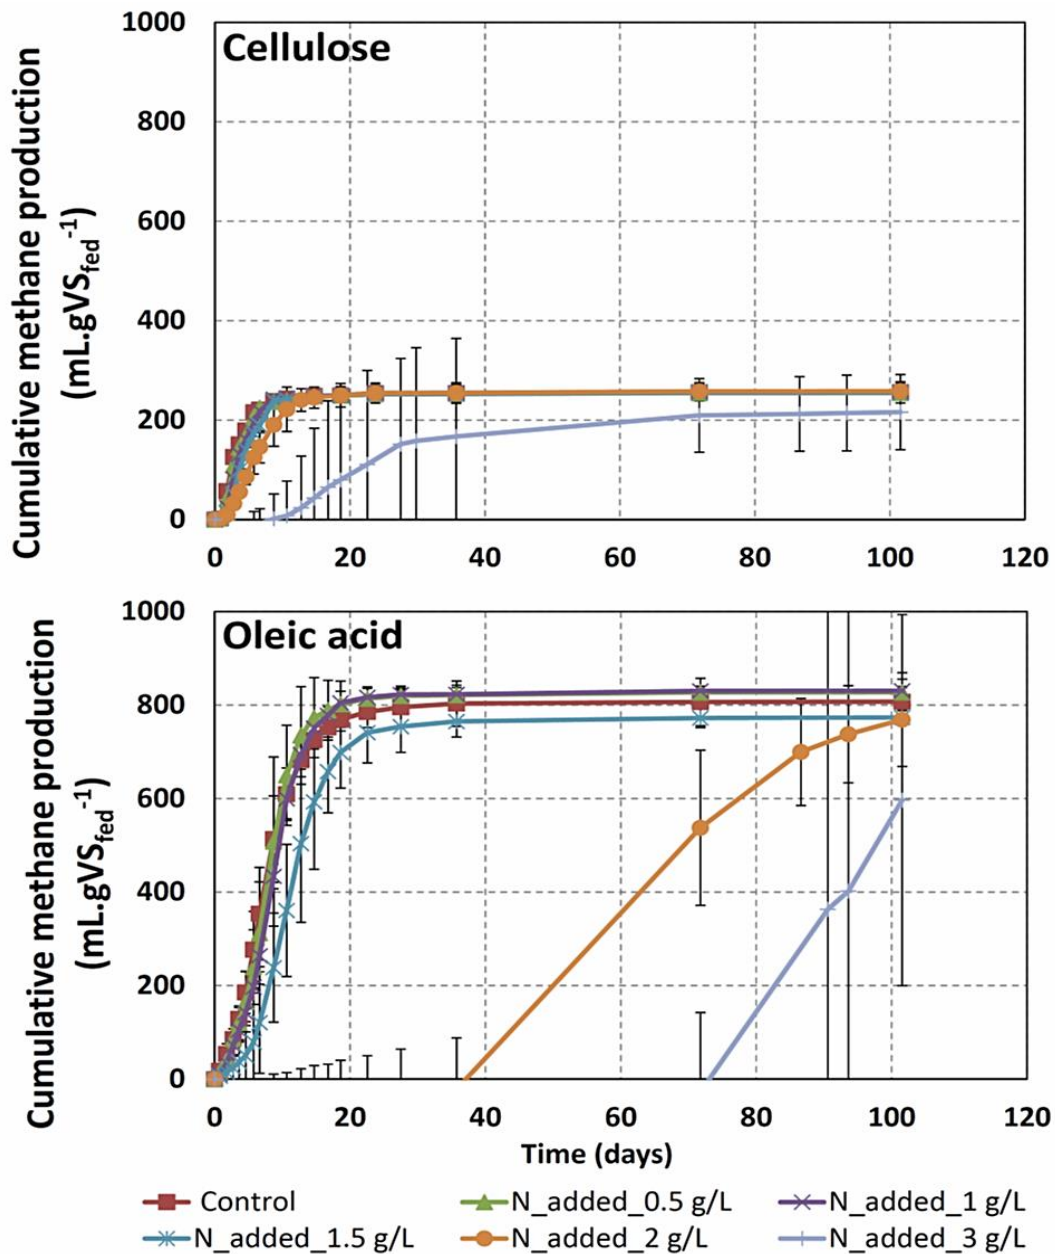 Cellulose
Cumulative methane production
(mL.gVSfed-1)
1000
800
600
400
200
0
0 20 40 60 80 100 120
Oleic acid
Cumulative methane production
(mL.gVSfed-1)
1000
800
600
400
200
0
0 20 40 60 80 100 120
Time (days)
Control N_added_0.5 g/L N_added_1 g/L
N_added_1.5 g/L N_added_2 g/L N_added_3 g/L